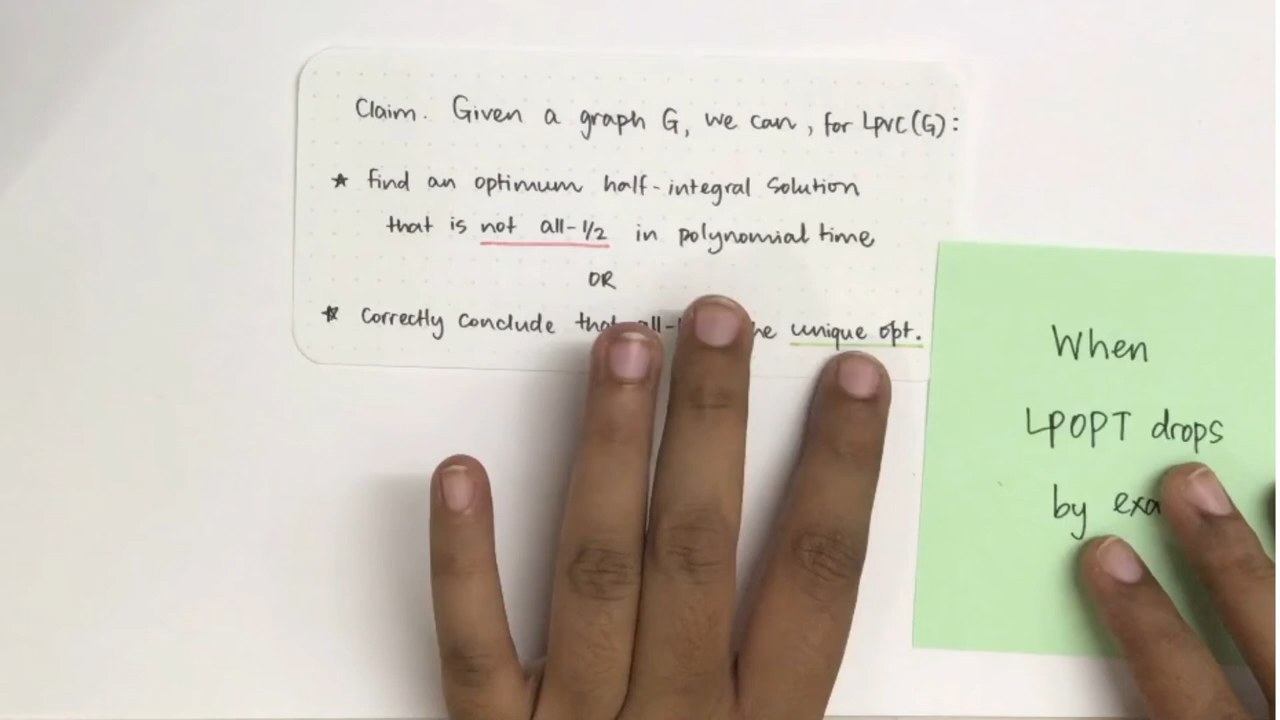 Claim. Given a graph G, we can, for LPVC(G):
★ find an optimum half-integral solution
that is not all-1/2 in polynomial time
OR
★ Correctly conclude that unique opt.
When
LPOPT drops
by